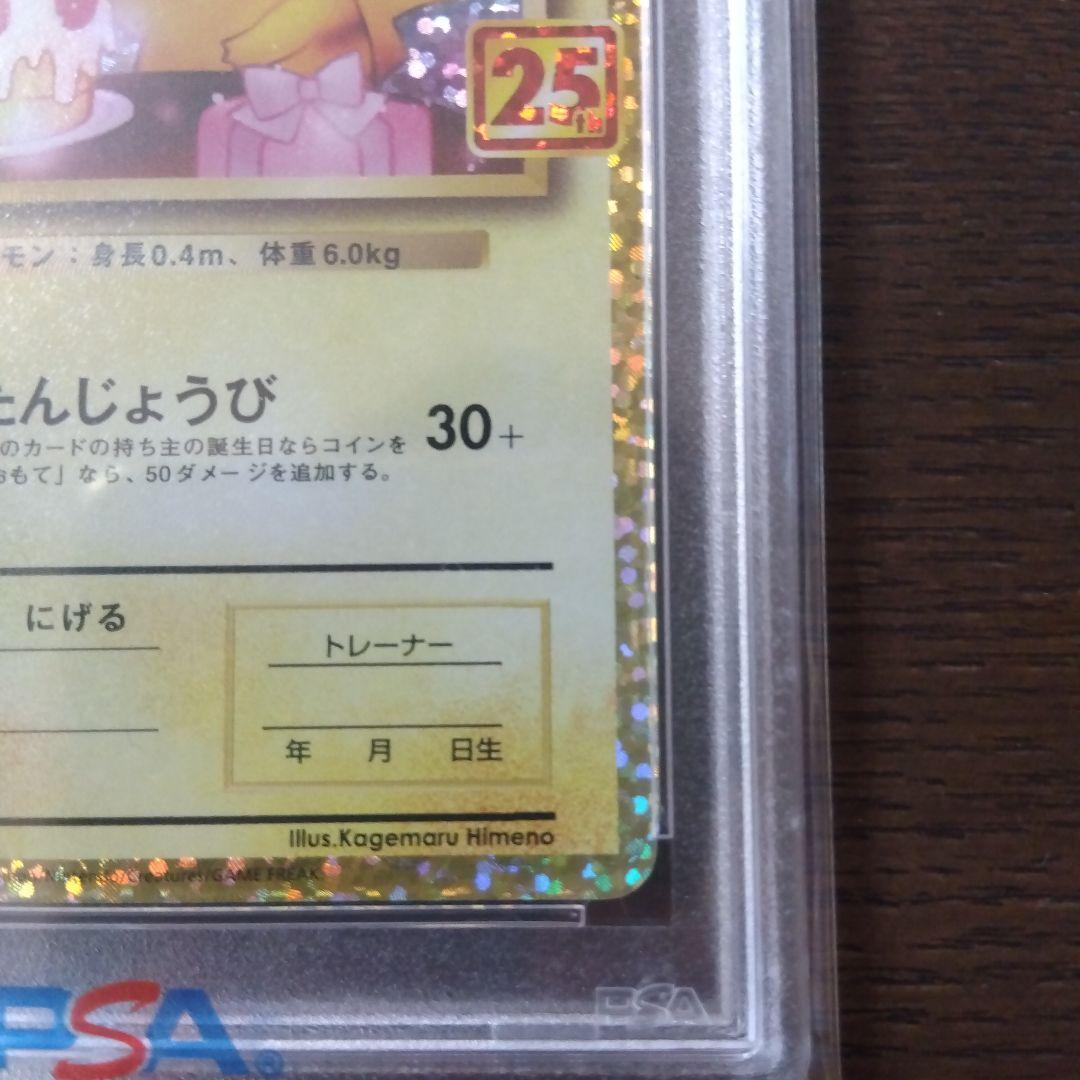 25th
モン：身長0.4m、体重6.0kg
たんじょうび
30+
のカードの持ち主の誕生日ならコインを
おもて」なら、50ダメージを追加する。
にげる
トレーナー
年 月 日生
Illus.Kagemaru Himeno
Nintendo/Creatures/GAME FREAK
PSA
PSA®